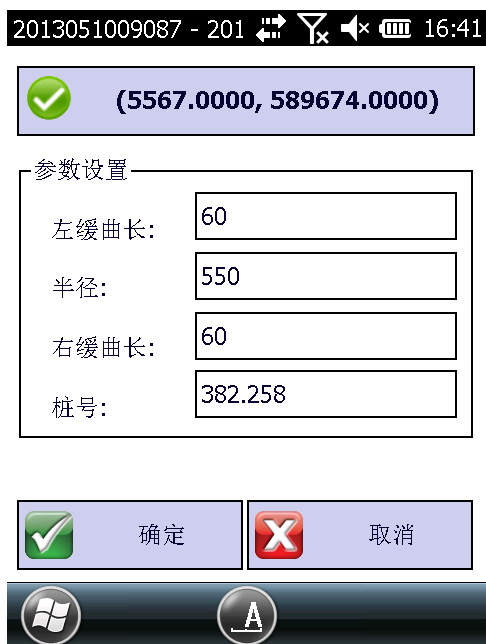 2013051009087 - 201 16:41
(5567.0000, 589674.0000)
参数设置
左缓曲长: 60
半径: 550
右缓曲长: 60
桩号: 382.258
确定 取消
A